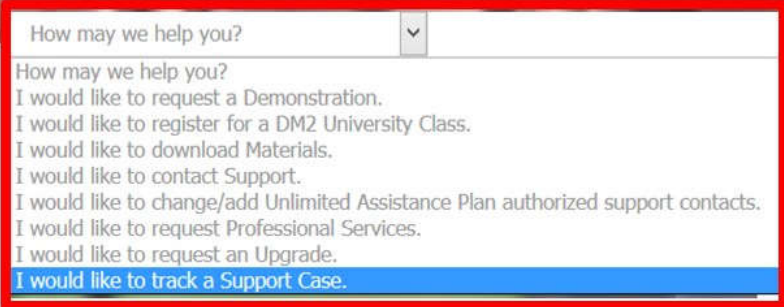 How may we help you?
How may we help you?
I would like to request a Demonstration.
I would like to register for a DM2 University Class.
I would like to download Materials.
I would like to contact Support.
I would like to change/add Unlimited Assistance Plan authorized support contacts.
I would like to request Professional Services.
I would like to request an Upgrade.
I would like to track a Support Case.